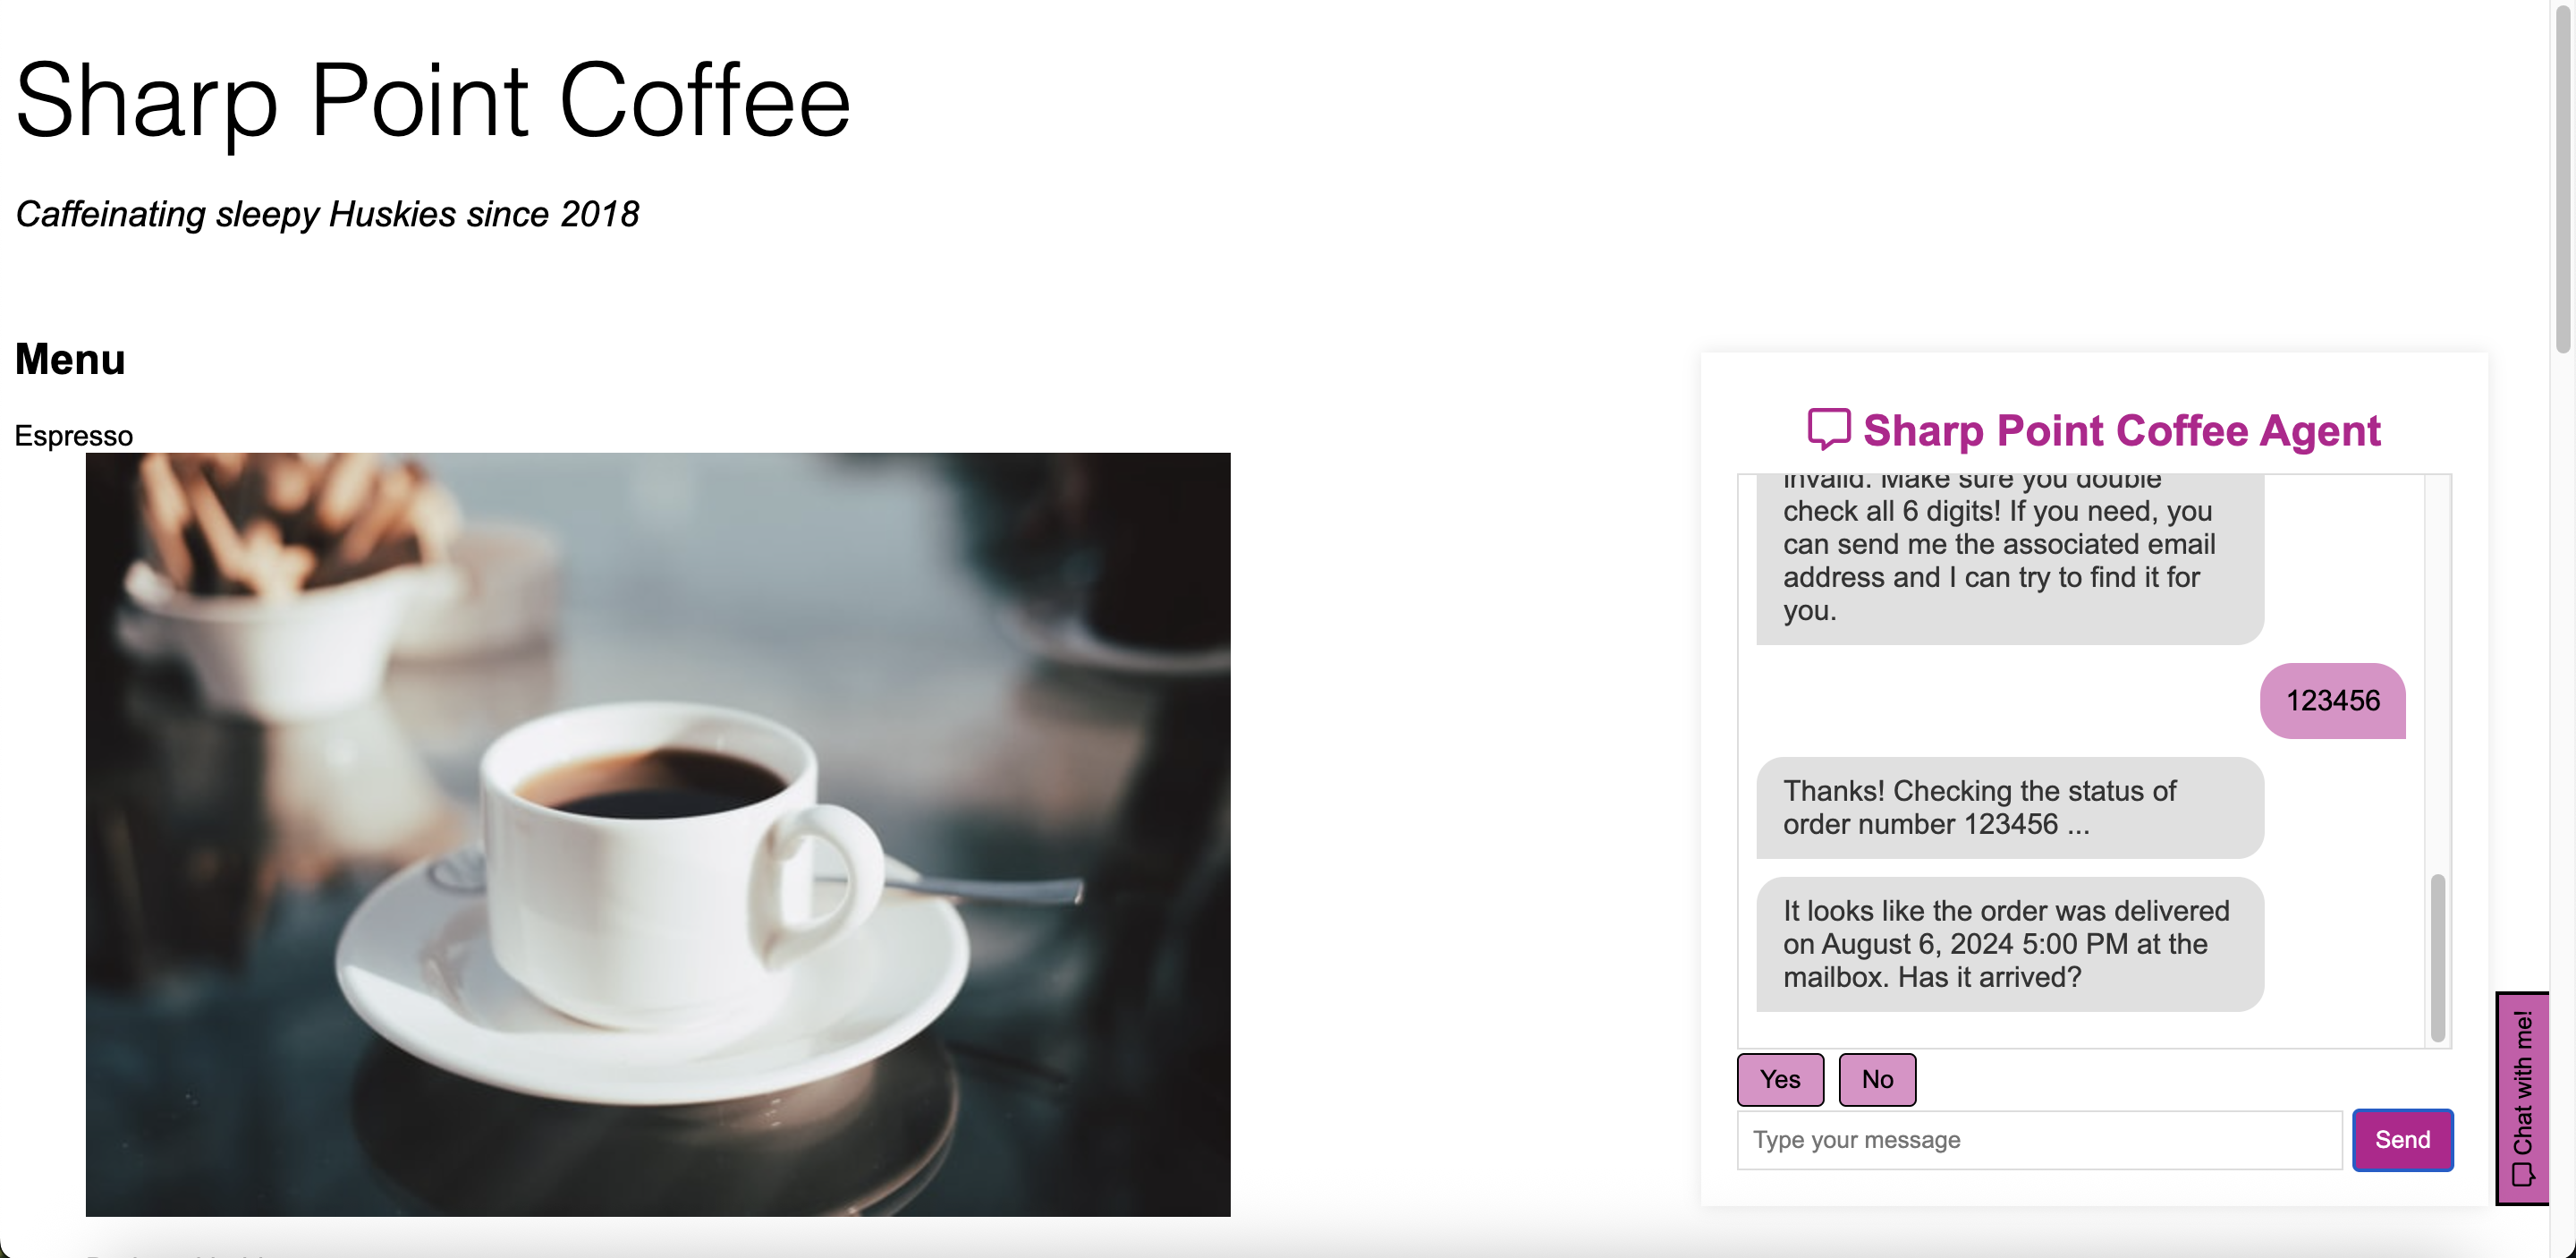 Sharp Point Coffee
Caffeinating sleepy Huskies since 2018
Menu
Espresso
Sharp Point Coffee Agent
invalid. Make sure you double
check all 6 digits! If you need, you
can send me the associated email
address and I can try to find it for
you.
123456
Thanks! Checking the status of
order number 123456 ...
It looks like the order was delivered
on August 6, 2024 5:00 PM at the
mailbox. Has it arrived?
Yes
No
Type your message
Send
Chat with me!